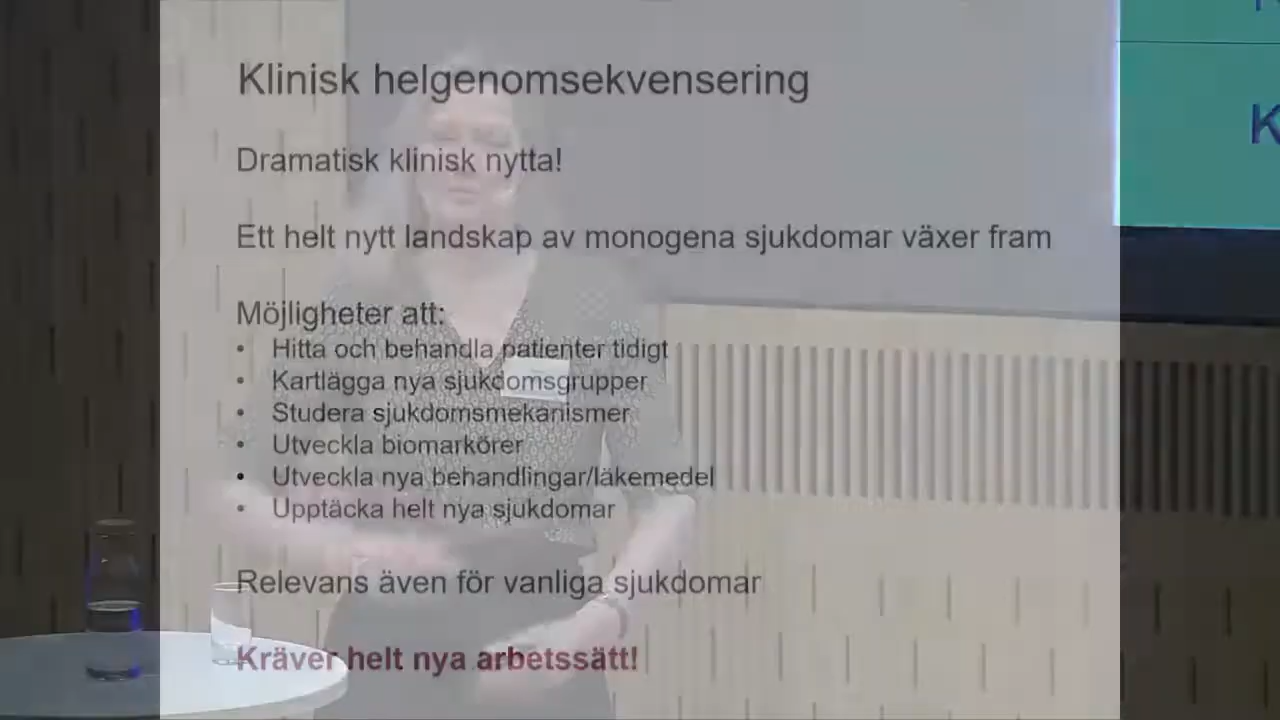 Klinisk helgenomsekvensering
Dramatisk klinisk nytta!
Ett helt nytt landskap av monogena sjukdomar växer fram
Möjligheter att:
• Hitta och behandla patienter tidigt
• Kartlägga nya sjukdomsgrupper
• Studera sjukdomsmekanismer
• Utveckla biomarkörer
• Utveckla nya behandlingar/läkemedel
• Upptäcka helt nya sjukdomar
Relevans även för vanliga sjukdomar
Kräver helt nya arbetssätt!
K